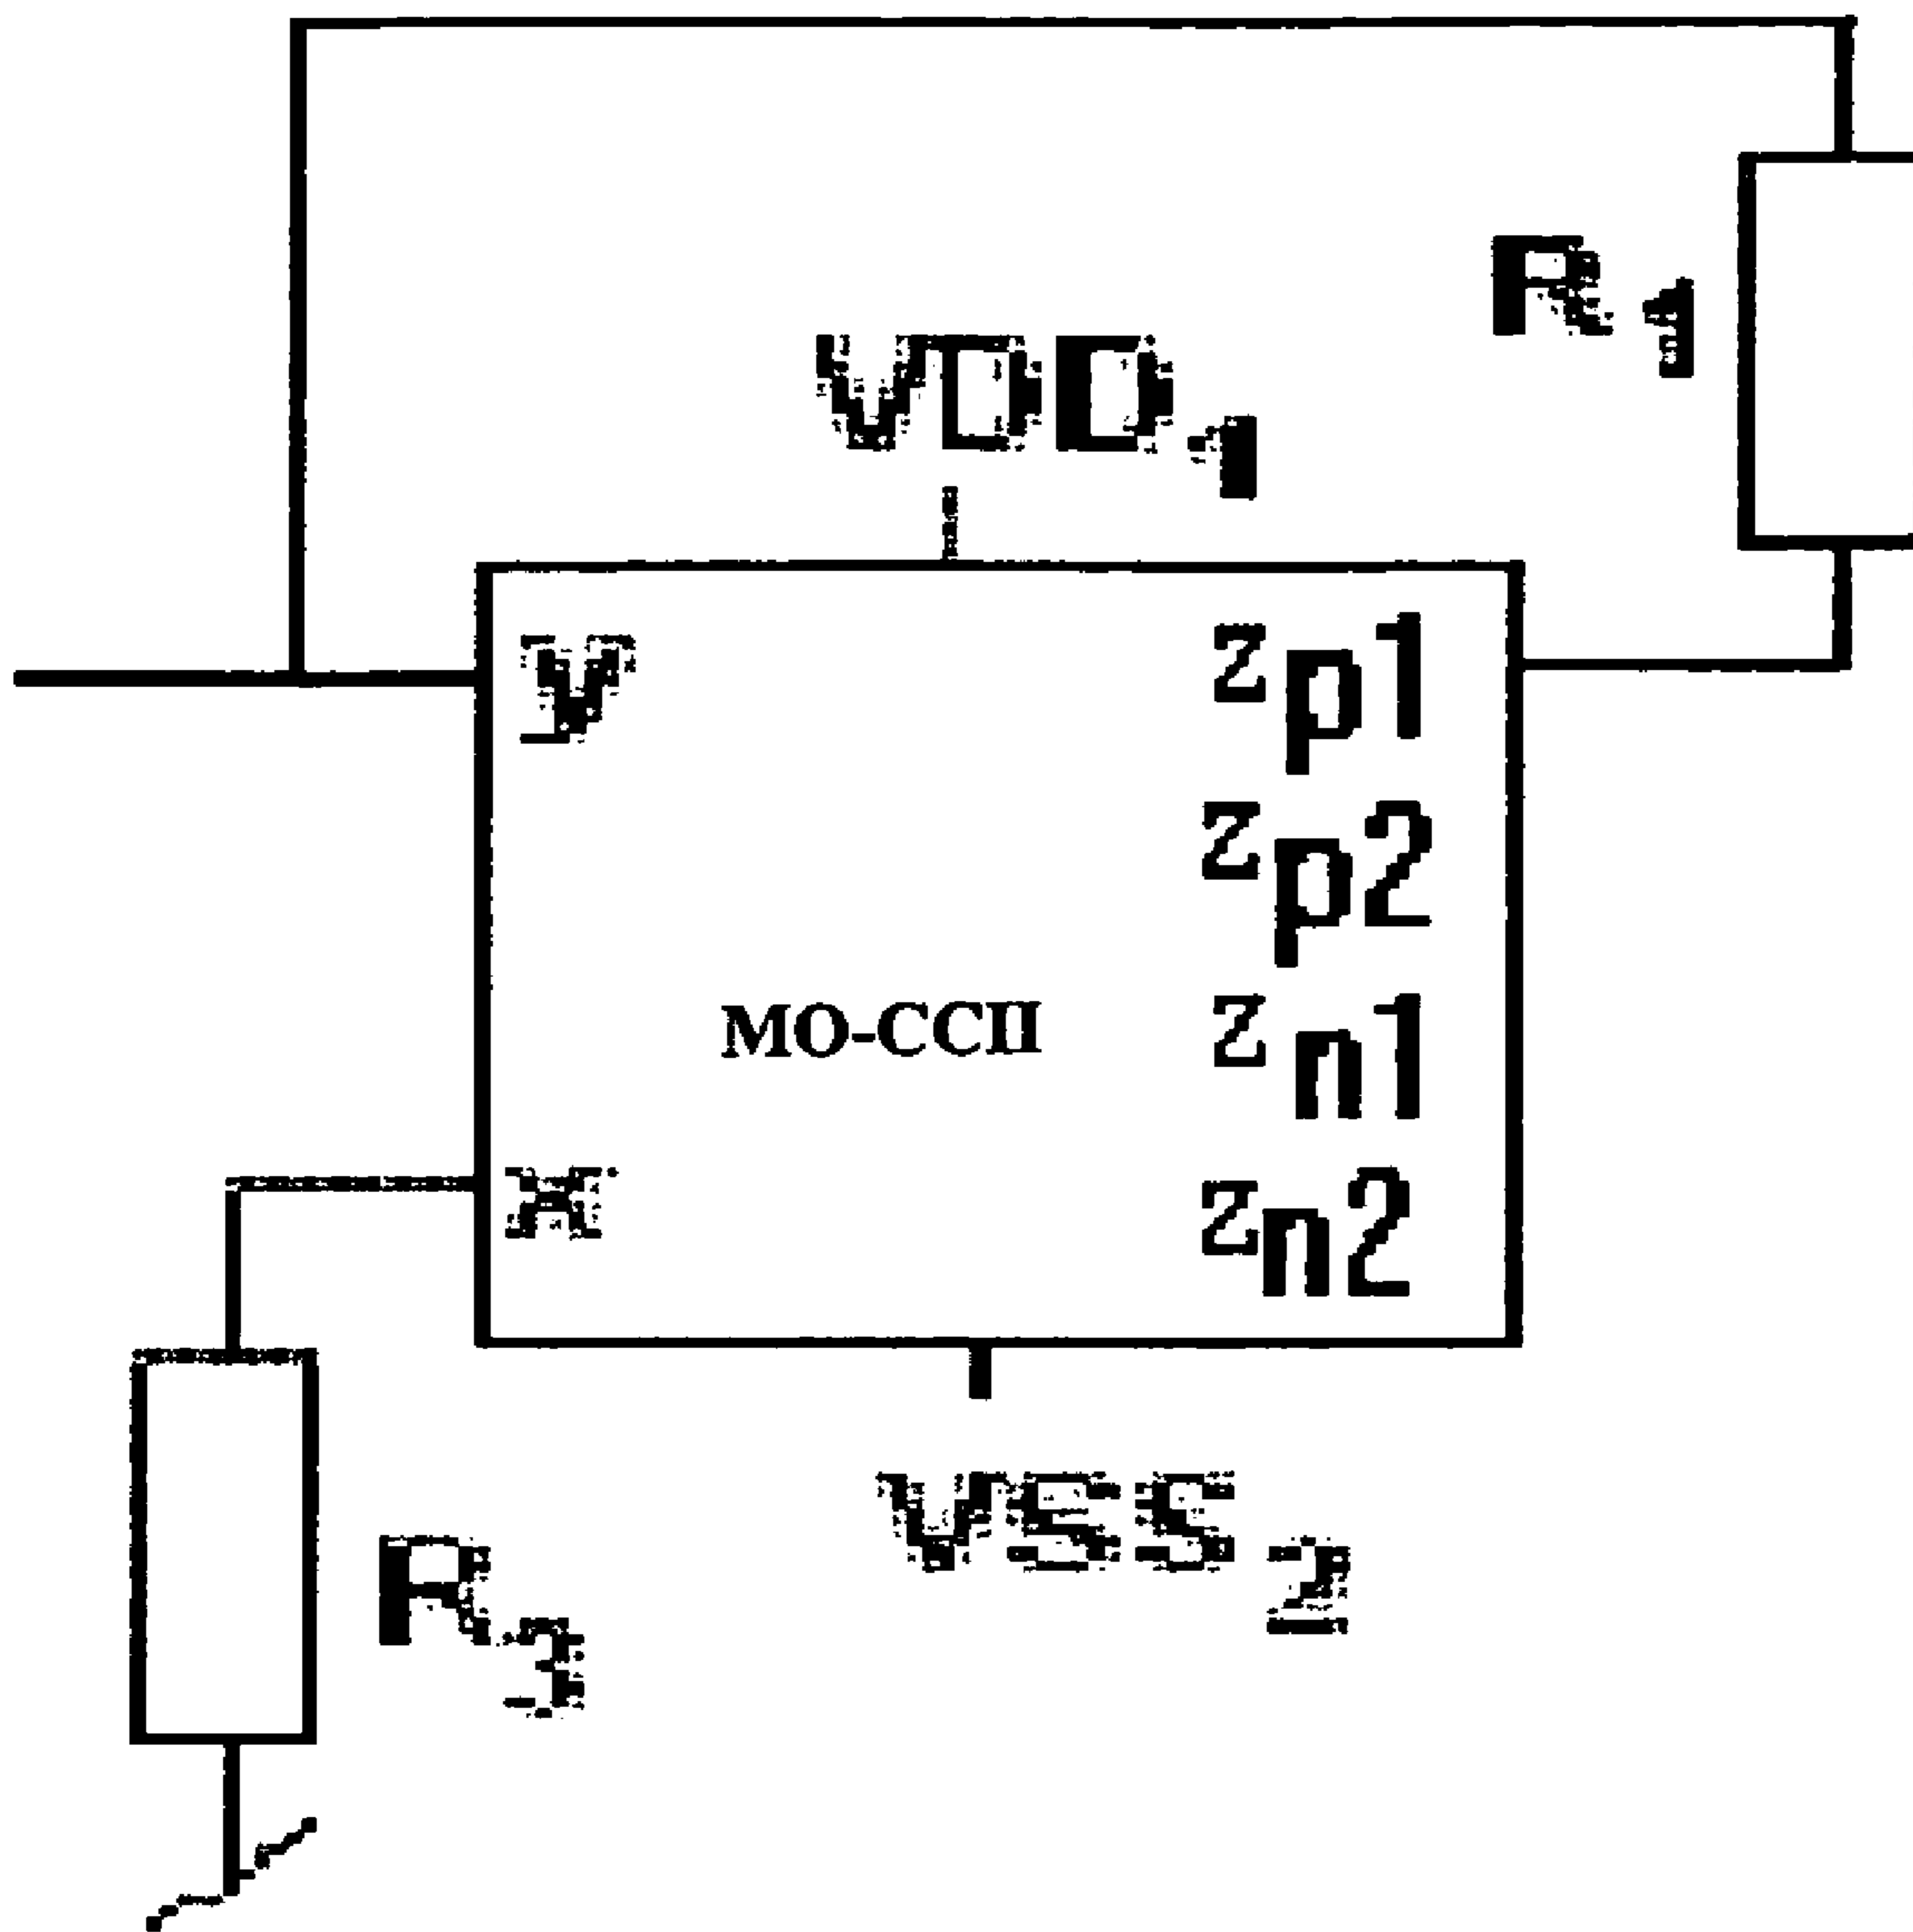 R1
VDD1
y
zp1
zp2
MO-CCII
zn1
x
zn2
VSS2
R3